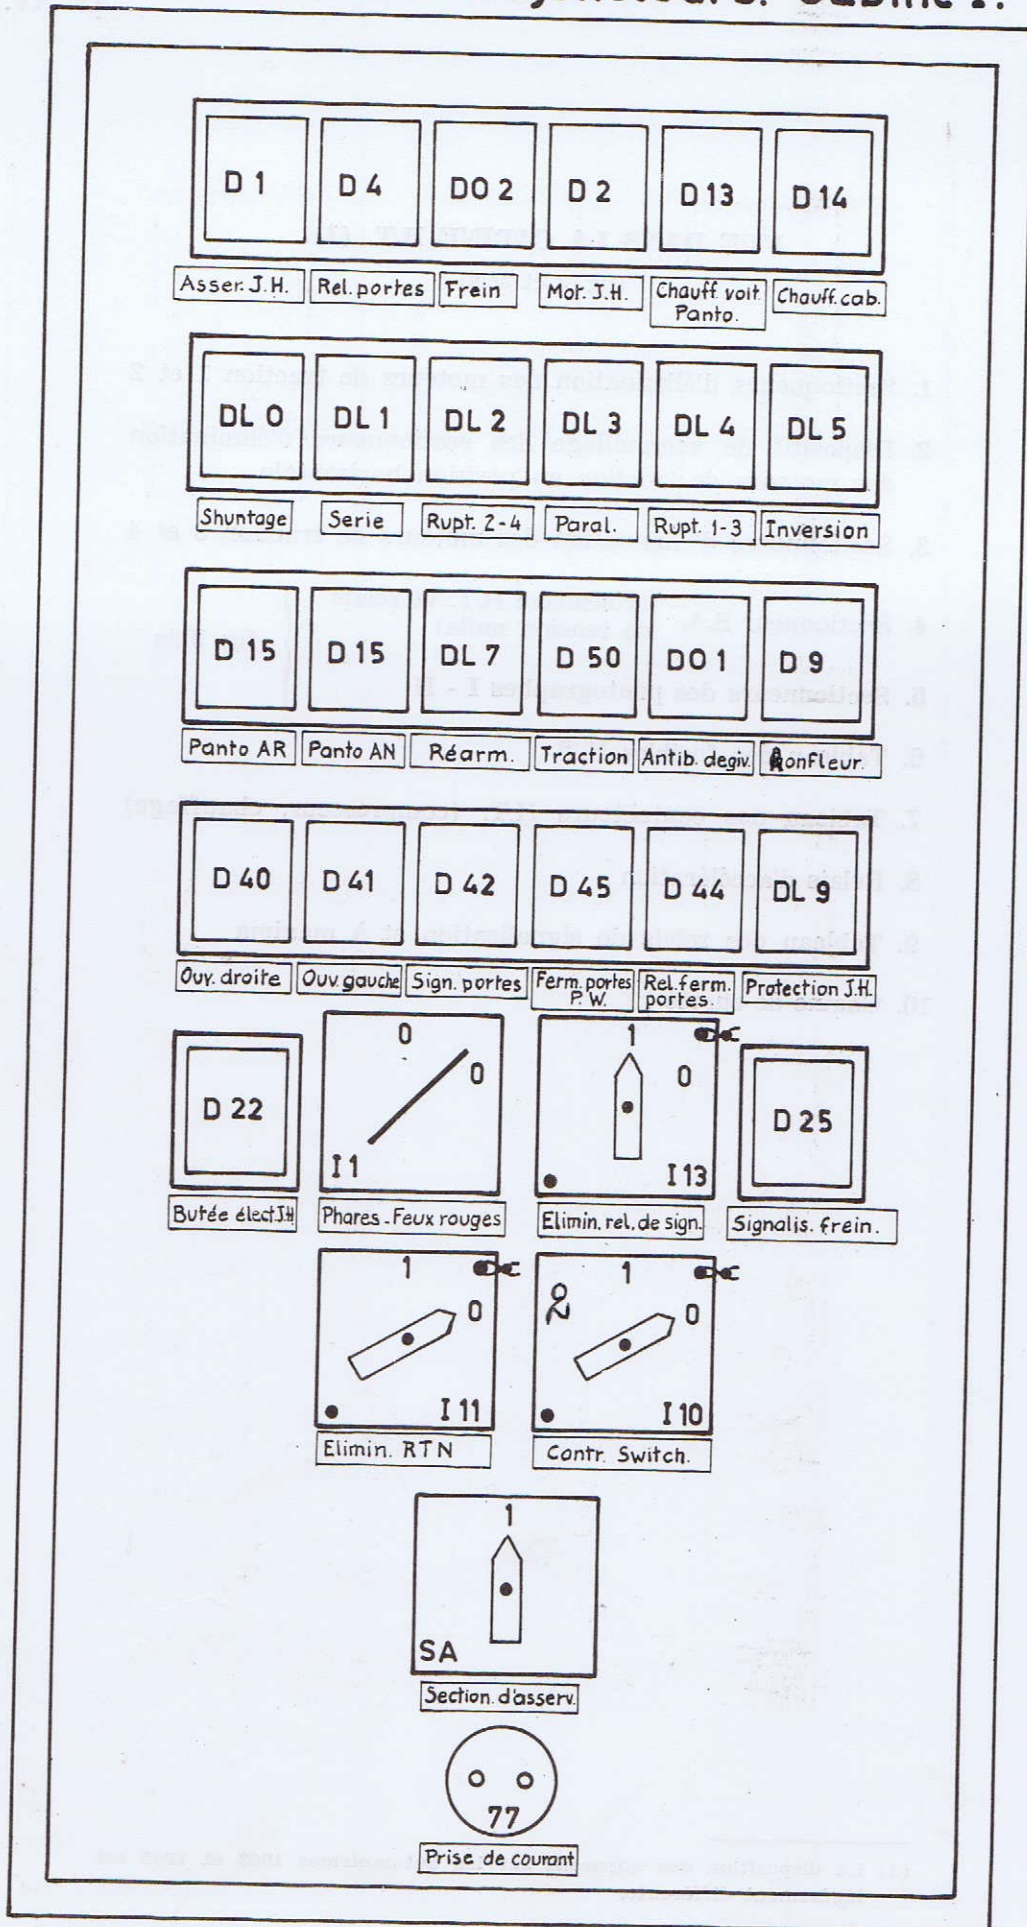 Cabine I.
D 1 D 4 DO 2 D 2 D 13 D 14
Asser. J.H. Rel. portes Frein Mot. J.H. Chauff. voit. Panto. Chauff. cab.
DL 0 DL 1 DL 2 DL 3 DL 4 DL 5
Shuntage Serie Rupt. 2-4 Paral. Rupt. 1-3 Inversion
D 15 D 15 DL 7 D 50 DO 1 D 9
Panto AR Panto AN Réarm. Traction Antib. degiv. Ronfleur.
D 40 D 41 D 42 D 45 D 44 DL 9
Ouv. droite Ouv. gauche Sign. portes Ferm. portes P.W. Rel. ferm. portes. Protection J.H.
D 22
0
0
I 1
1
0
I 13
D 25
Butée élect. J.H. Phares - Feux rouges Elimin. rel. de sign. Signalis. frein.
1
0
I 11
2
1
0
I 10
Elimin. RTN Contr. Switch.
1
SA
Section. d'asserv.
77
Prise de courant